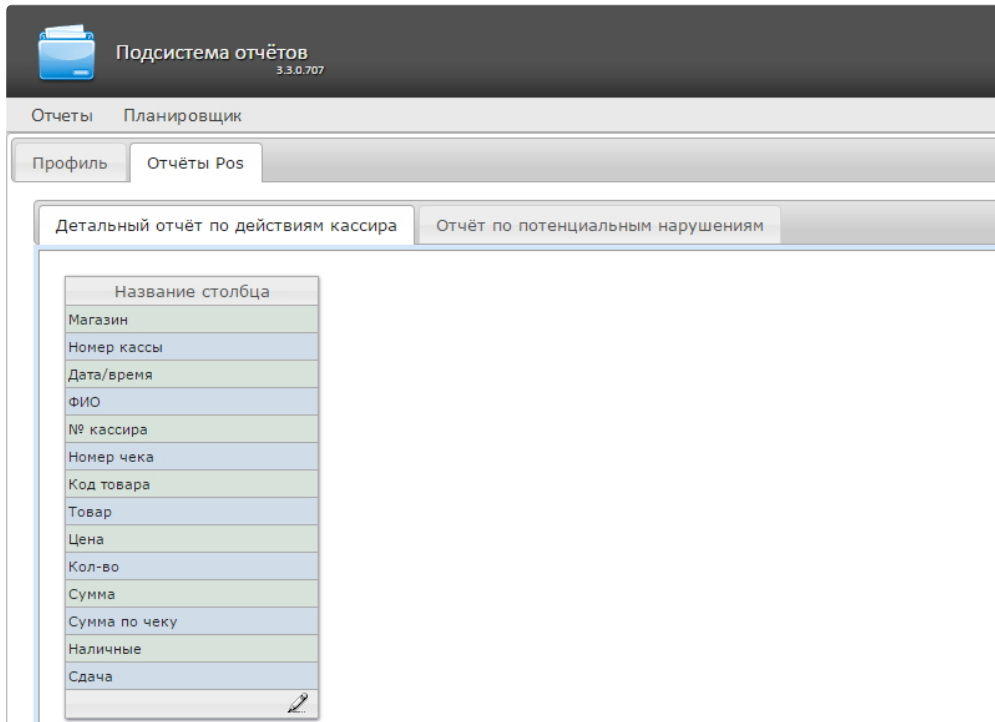 Подсистема отчётов
3.3.0.707
Отчеты Планировщик
Профиль Отчёты Pos
Детальный отчёт по действиям кассира Отчёт по потенциальным нарушениям
Название столбца
Магазин
Номер кассы
Дата/время
ФИО
№ кассира
Номер чека
Код товара
Товар
Цена
Кол-во
Сумма
Сумма по чеку
Наличные
Сдача